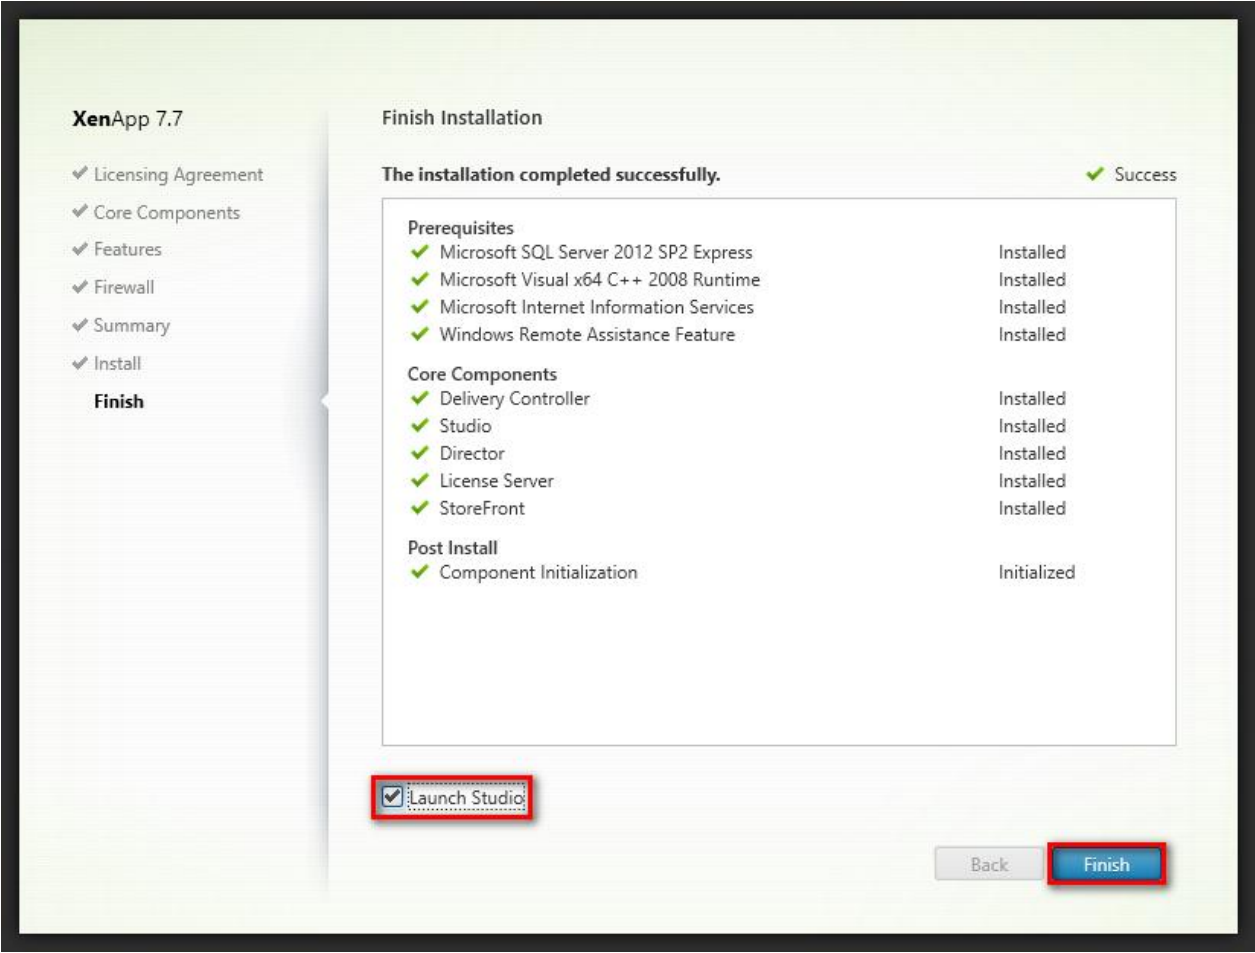 XenApp 7.7
Finish Installation
Licensing Agreement
Core Components
Features
Firewall
Summary
Install
Finish
The installation completed successfully. Success
Prerequisites
Microsoft SQL Server 2012 SP2 Express Installed
Microsoft Visual x64 C++ 2008 Runtime Installed
Microsoft Internet Information Services Installed
Windows Remote Assistance Feature Installed
Core Components
Delivery Controller Installed
Studio Installed
Director Installed
License Server Installed
StoreFront Installed
Post Install
Component Initialization Initialized
Launch Studio
Back Finish